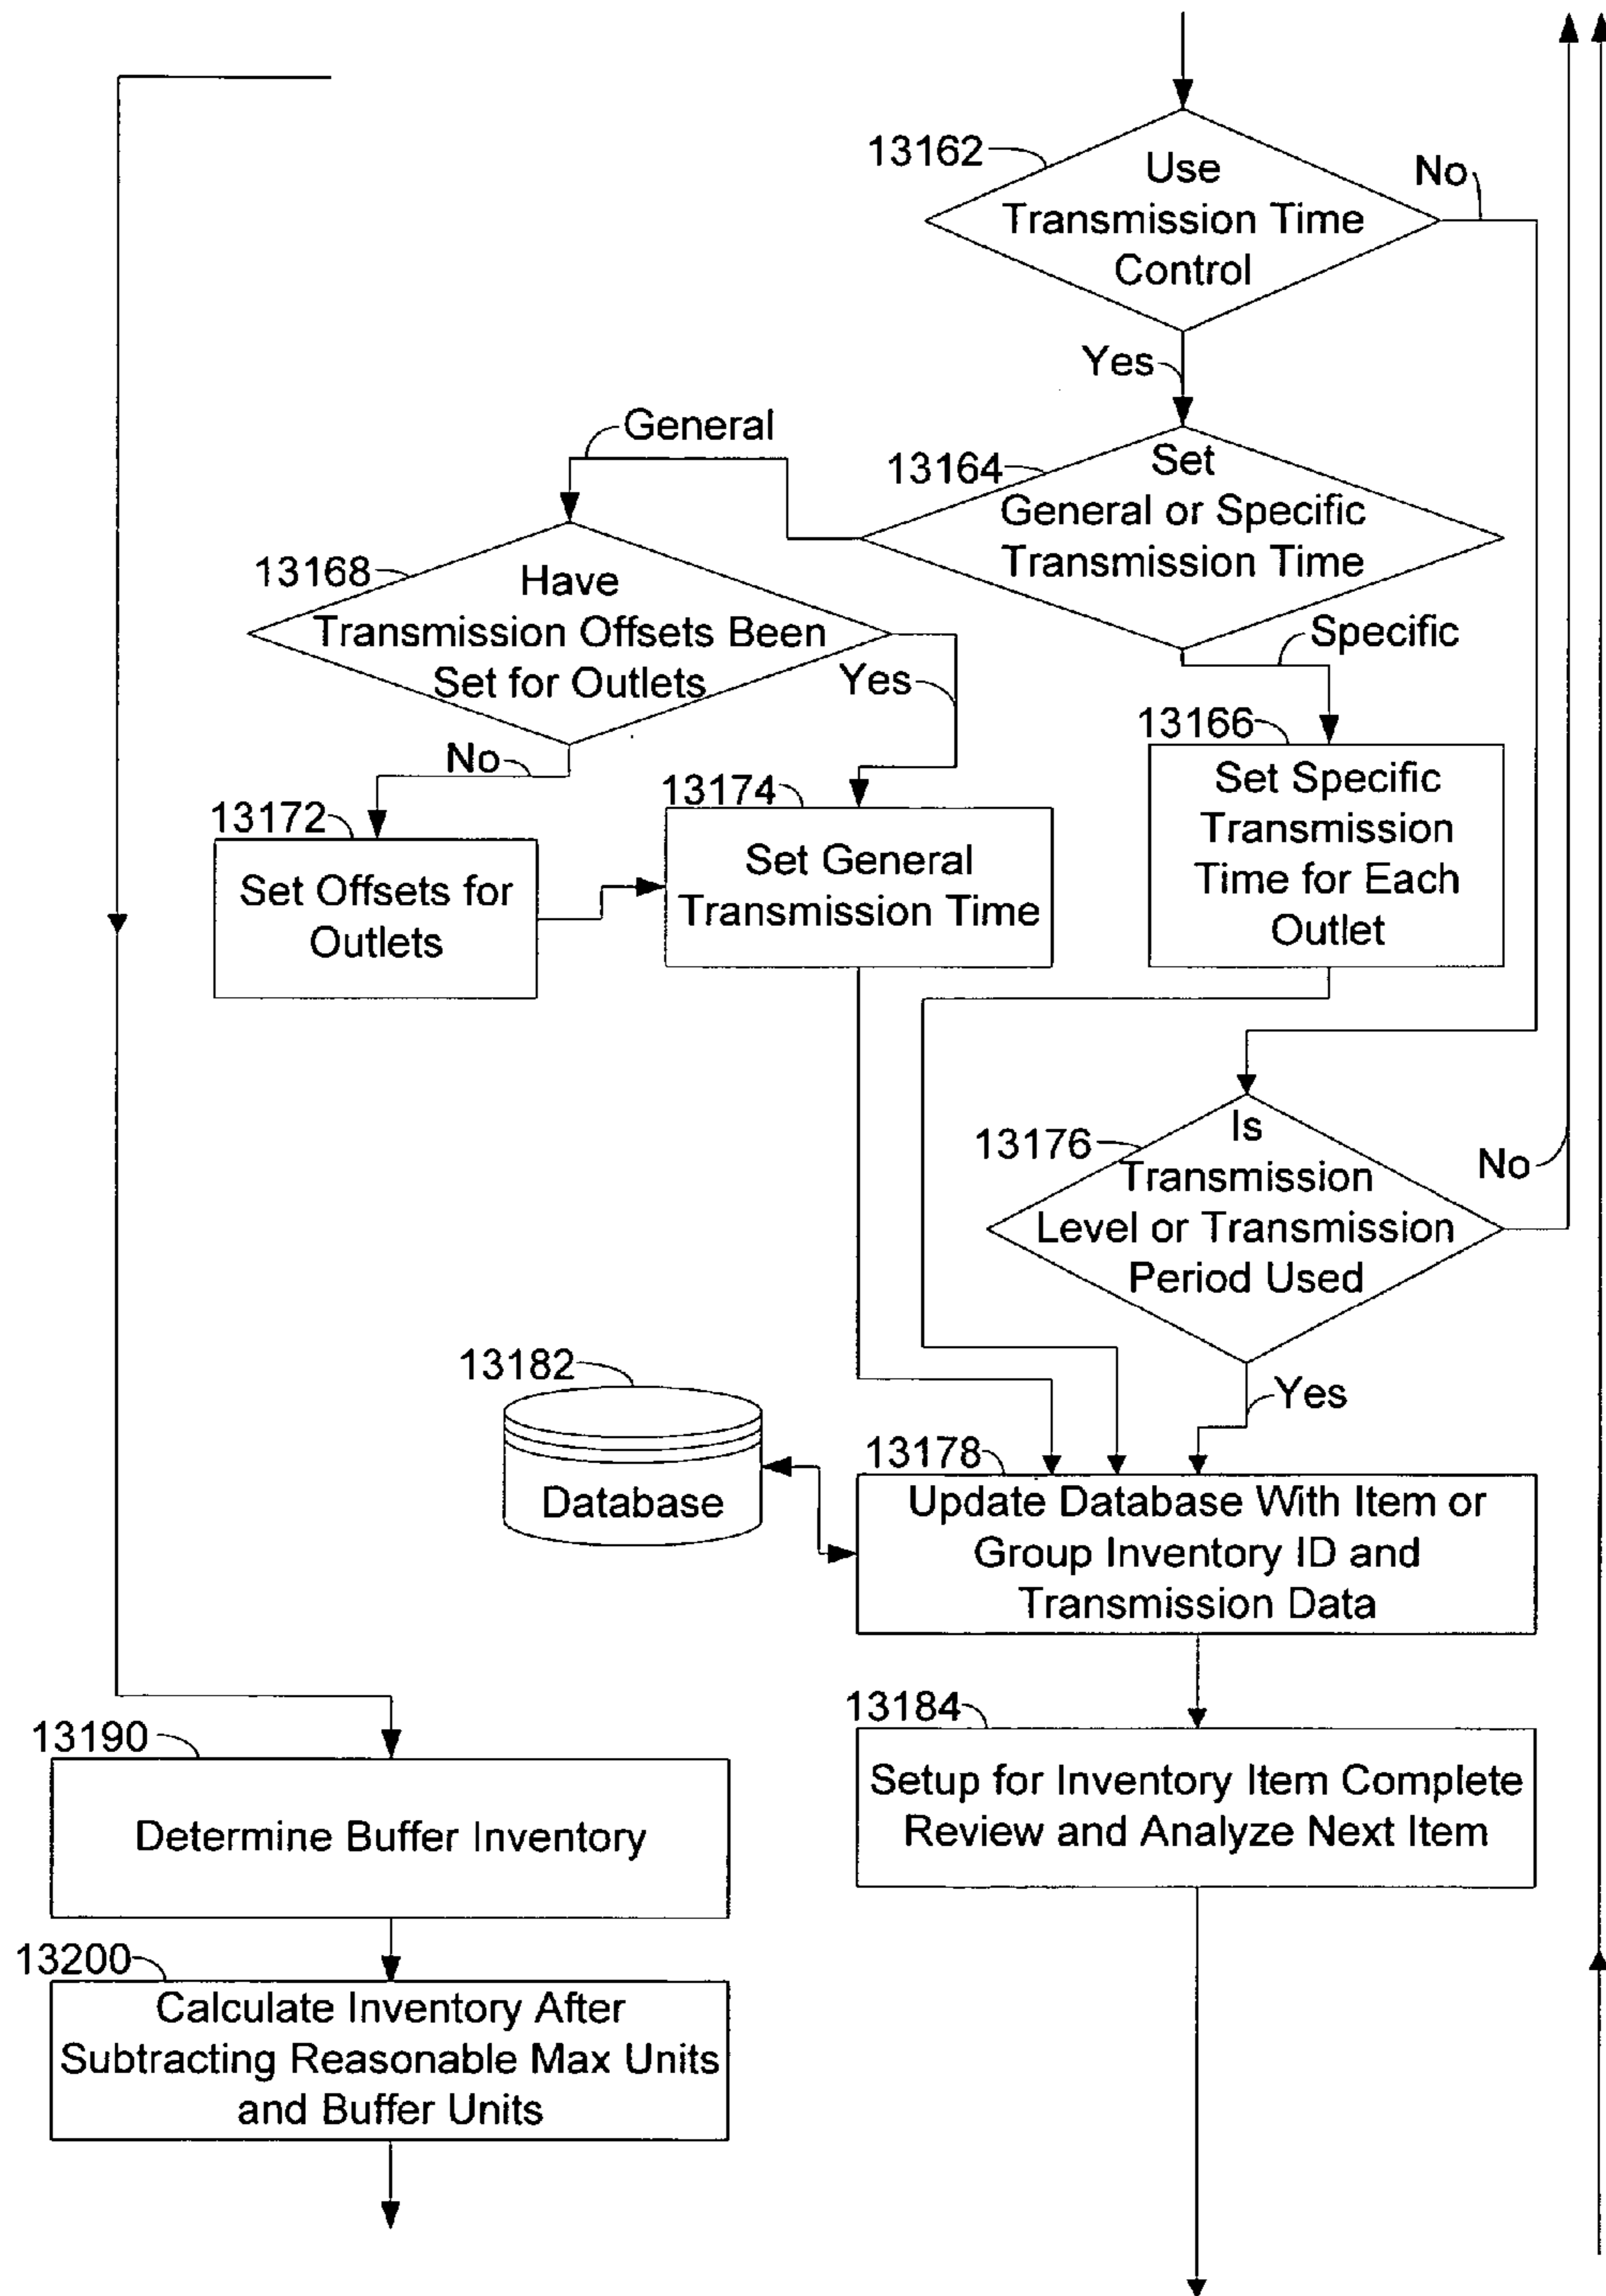 13162
Use
Transmission Time
Control
No
Yes
General
13164
Set
General or Specific
Transmission Time
13168
Have
Transmission Offsets Been
Set for Outlets
Yes
No
Specific
13166
Set Specific
Transmission
Time for Each
Outlet
13172
Set Offsets for
Outlets
13174
Set General
Transmission Time
13176
Is
Transmission
Level or Transmission
Period Used
No
Yes
13182
Database
13178
Update Database With Item or
Group Inventory ID and
Transmission Data
13184
Setup for Inventory Item Complete
Review and Analyze Next Item
13190
Determine Buffer Inventory
13200
Calculate Inventory After
Subtracting Reasonable Max Units
and Buffer Units